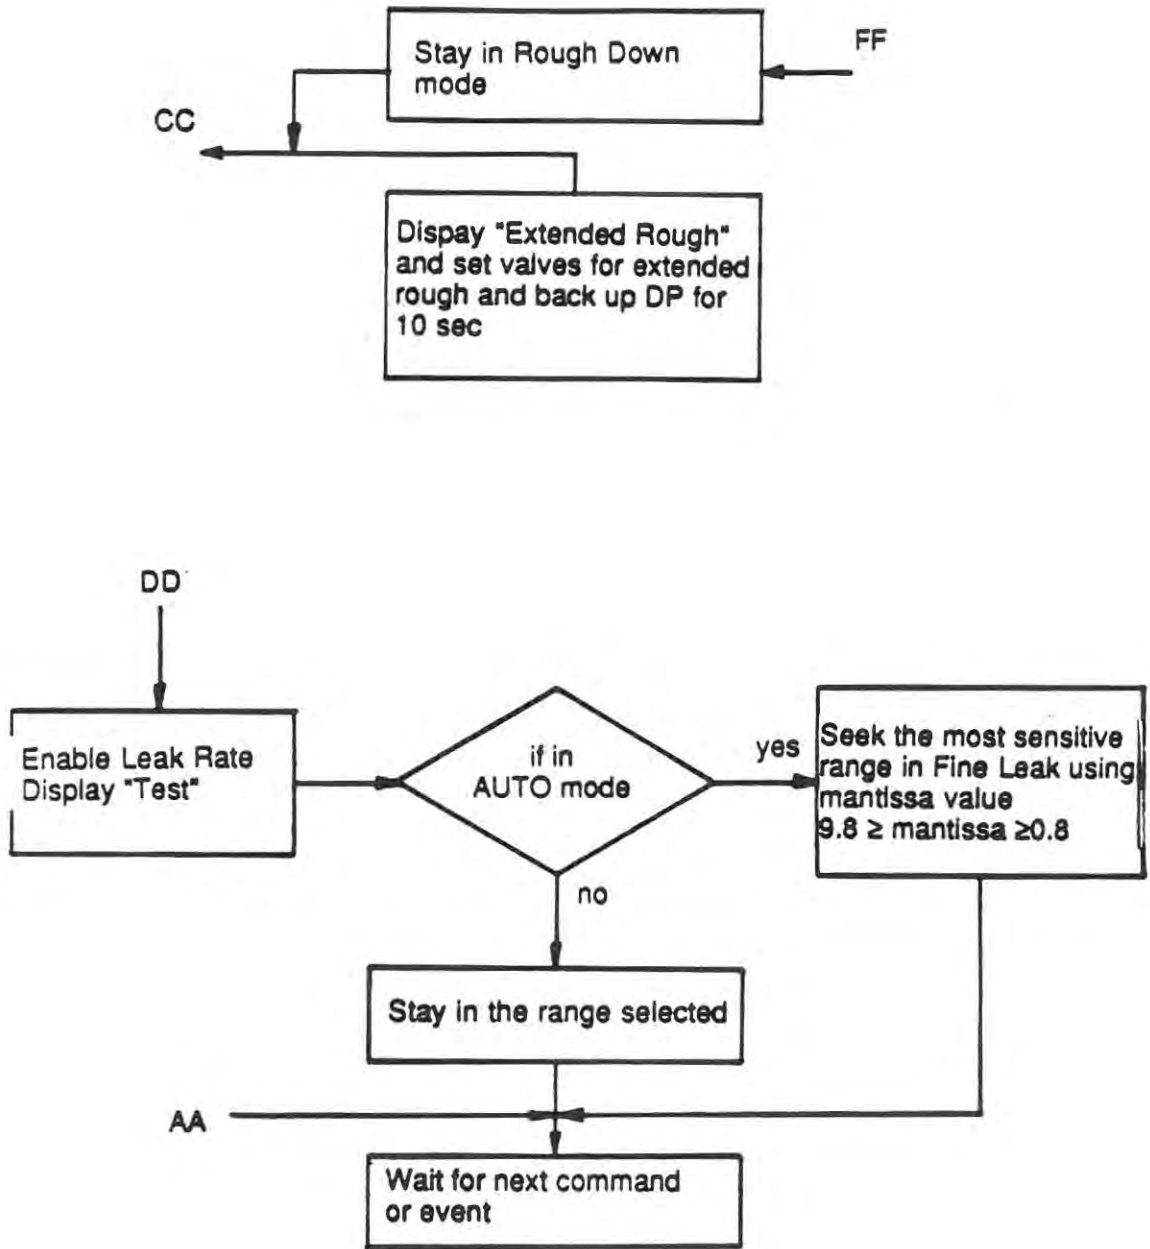 Stay in Rough Down
mode
FF
CC
Dispay "Extended Rough"
and set valves for extended
rough and back up DP for
10 sec
DD
Enable Leak Rate
Display "Test"
if in
AUTO mode
yes
Seek the most sensitive
range in Fine Leak using
mantissa value
9.8 ≥ mantissa ≥0.8
no
Stay in the range selected
AA
Wait for next command
or event